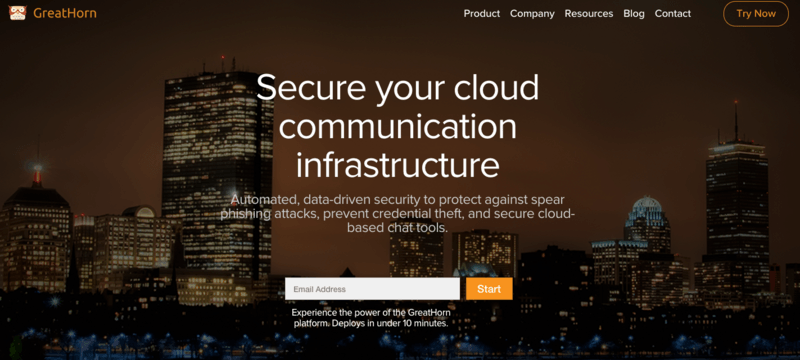 GreatHorn
Product Company Resources Blog Contact Try Now
Secure your cloud
communication
infrastructure
Automated, data-driven security to protect against spear
phishing attacks, prevent credential theft, and secure cloud-
based chat tools.
Email Address Start
Experience the power of the GreatHorn
platform. Deploys in under 10 minutes.